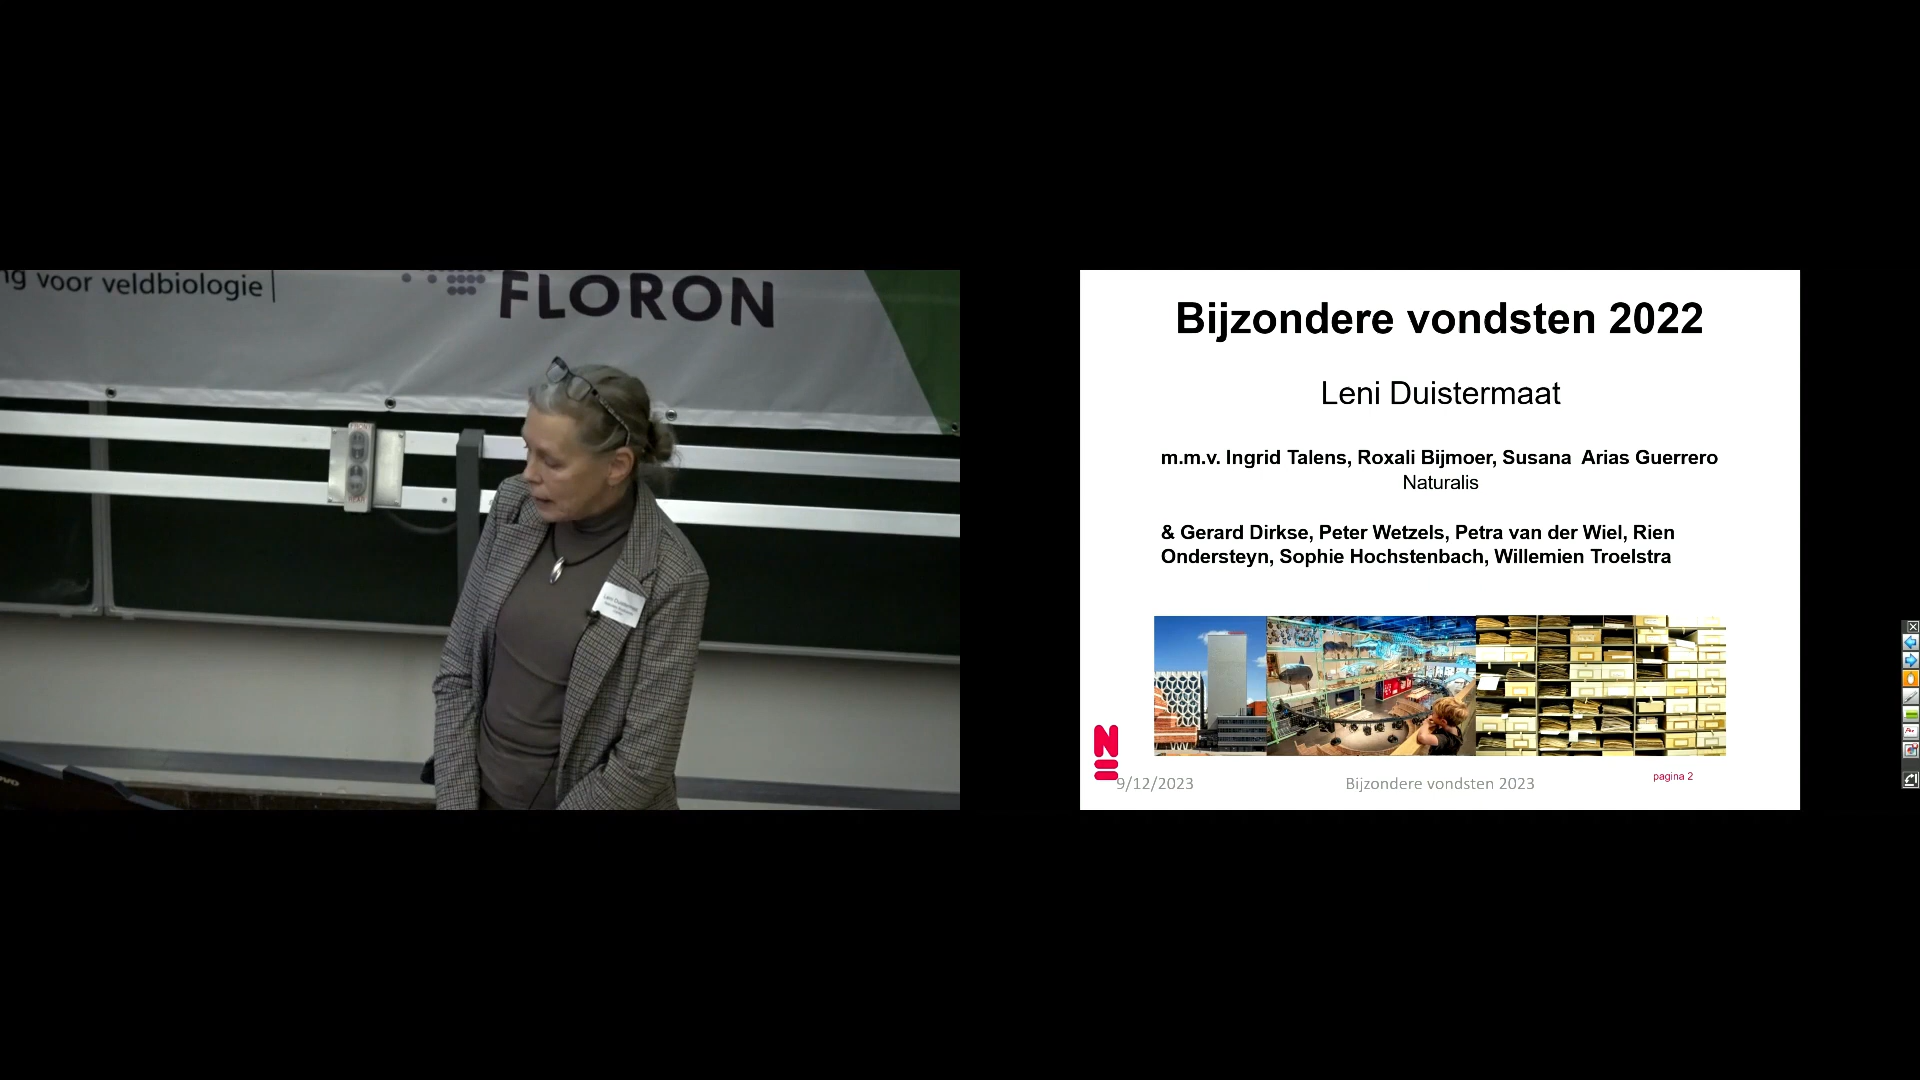 ng voor veldbiologie
FLORON
Leni Duistermaat
Bijzondere vondsten 2022
Leni Duistermaat
m.m.v. Ingrid Talens, Roxali Bijmoer, Susana Arias Guerrero
Naturalis
& Gerard Dirkse, Peter Wetzels, Petra van der Wiel, Rien
Ondersteyn, Sophie Hochstenbach, Willemien Troelstra
9/12/2023
Bijzondere vondsten 2023
pagina 2